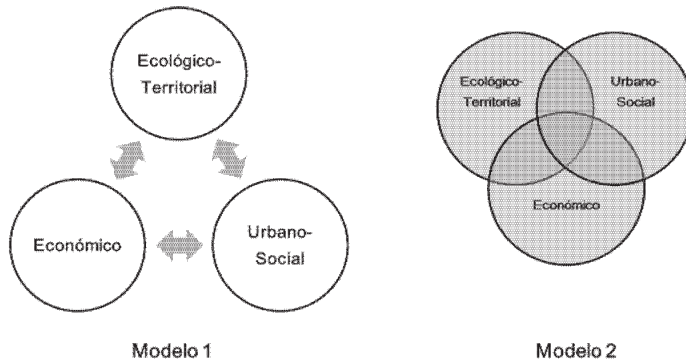 Ecológico-
Territorial
Económico
Urbano-
Social
Modelo 1
Ecológico-
Territorial
Urbano-
Social
Económico
Modelo 2